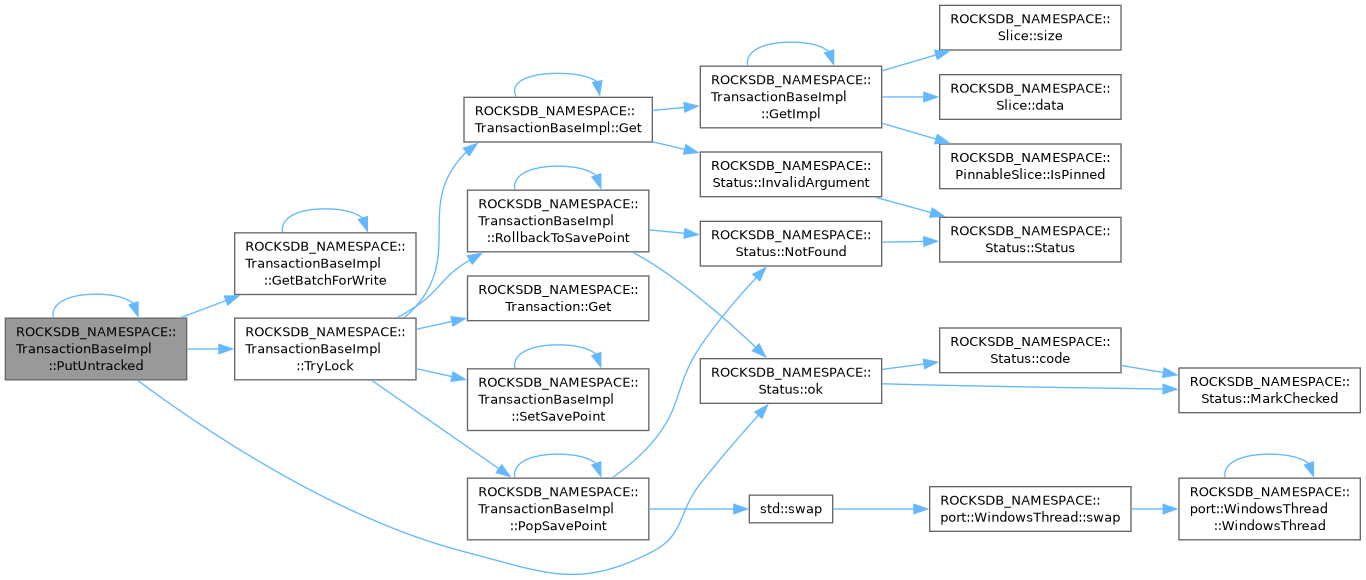 ROCKSDB_NAMESPACE::
TransactionBaseImpl
::PutUntracked
ROCKSDB_NAMESPACE::
TransactionBaseImpl
::GetBatchForWrite
ROCKSDB_NAMESPACE::
TransactionBaseImpl
::TryLock
ROCKSDB_NAMESPACE::
TransactionBaseImpl::Get
ROCKSDB_NAMESPACE::
TransactionBaseImpl
::RollbackToSavePoint
ROCKSDB_NAMESPACE::
Transaction::Get
ROCKSDB_NAMESPACE::
TransactionBaseImpl
::SetSavePoint
ROCKSDB_NAMESPACE::
TransactionBaseImpl
::PopSavePoint
ROCKSDB_NAMESPACE::
TransactionBaseImpl
::GetImpl
ROCKSDB_NAMESPACE::
Status::InvalidArgument
ROCKSDB_NAMESPACE::
Status::NotFound
ROCKSDB_NAMESPACE::
Status::ok
std::swap
ROCKSDB_NAMESPACE::
Slice::size
ROCKSDB_NAMESPACE::
Slice::data
ROCKSDB_NAMESPACE::
PinnableSlice::IsPinned
ROCKSDB_NAMESPACE::
Status::Status
ROCKSDB_NAMESPACE::
Status::code
ROCKSDB_NAMESPACE::
port::WindowsThread::swap
ROCKSDB_NAMESPACE::
Status::MarkChecked
ROCKSDB_NAMESPACE::
port::WindowsThread
::WindowsThread